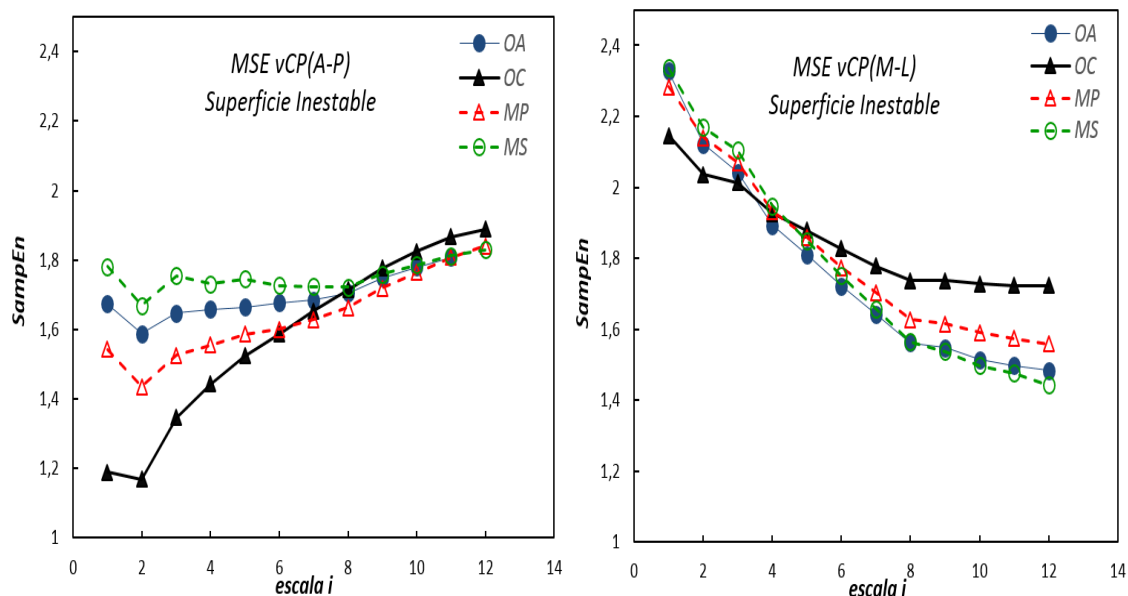 MSE vCP(A-P)
Superficie Inestable
OA
OC
MP
MS
SampEn
2,4
2,2
2
1,8
1,6
1,4
1,2
1
0
2
4
6
8
10
12
14
escala i
MSE vCP(M-L)
Superficie Inestable
OA
OC
MP
MS
SampEn
2,4
2,2
2
1,8
1,6
1,4
1,2
1
0
2
4
6
8
10
12
14
escala i